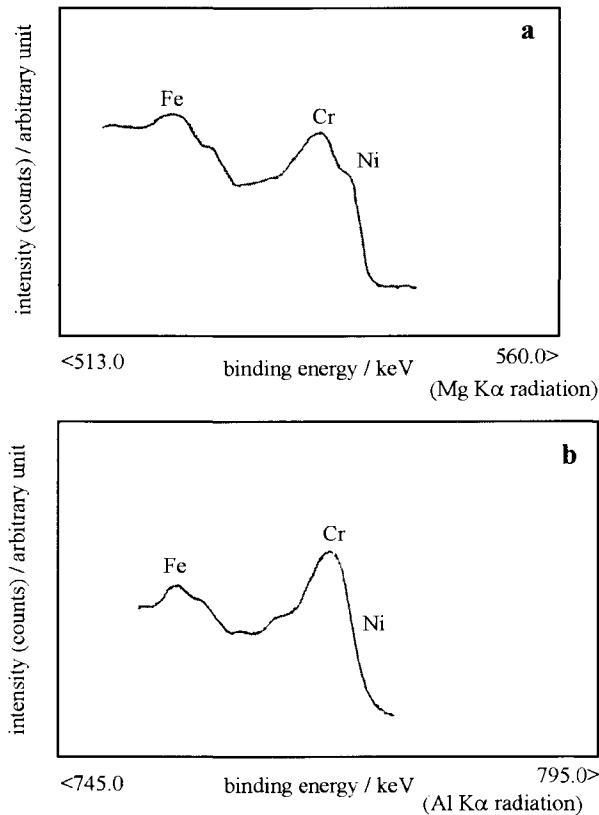 a
Fe
Cr
Ni
intensity (counts) / arbitrary unit
<513.0
binding energy / keV
560.0>
(Mg Kα radiation)
b
Cr
Fe
Ni
intensity (counts) / arbitrary unit
<745.0
binding energy / keV
795.0>
(Al Kα radiation)